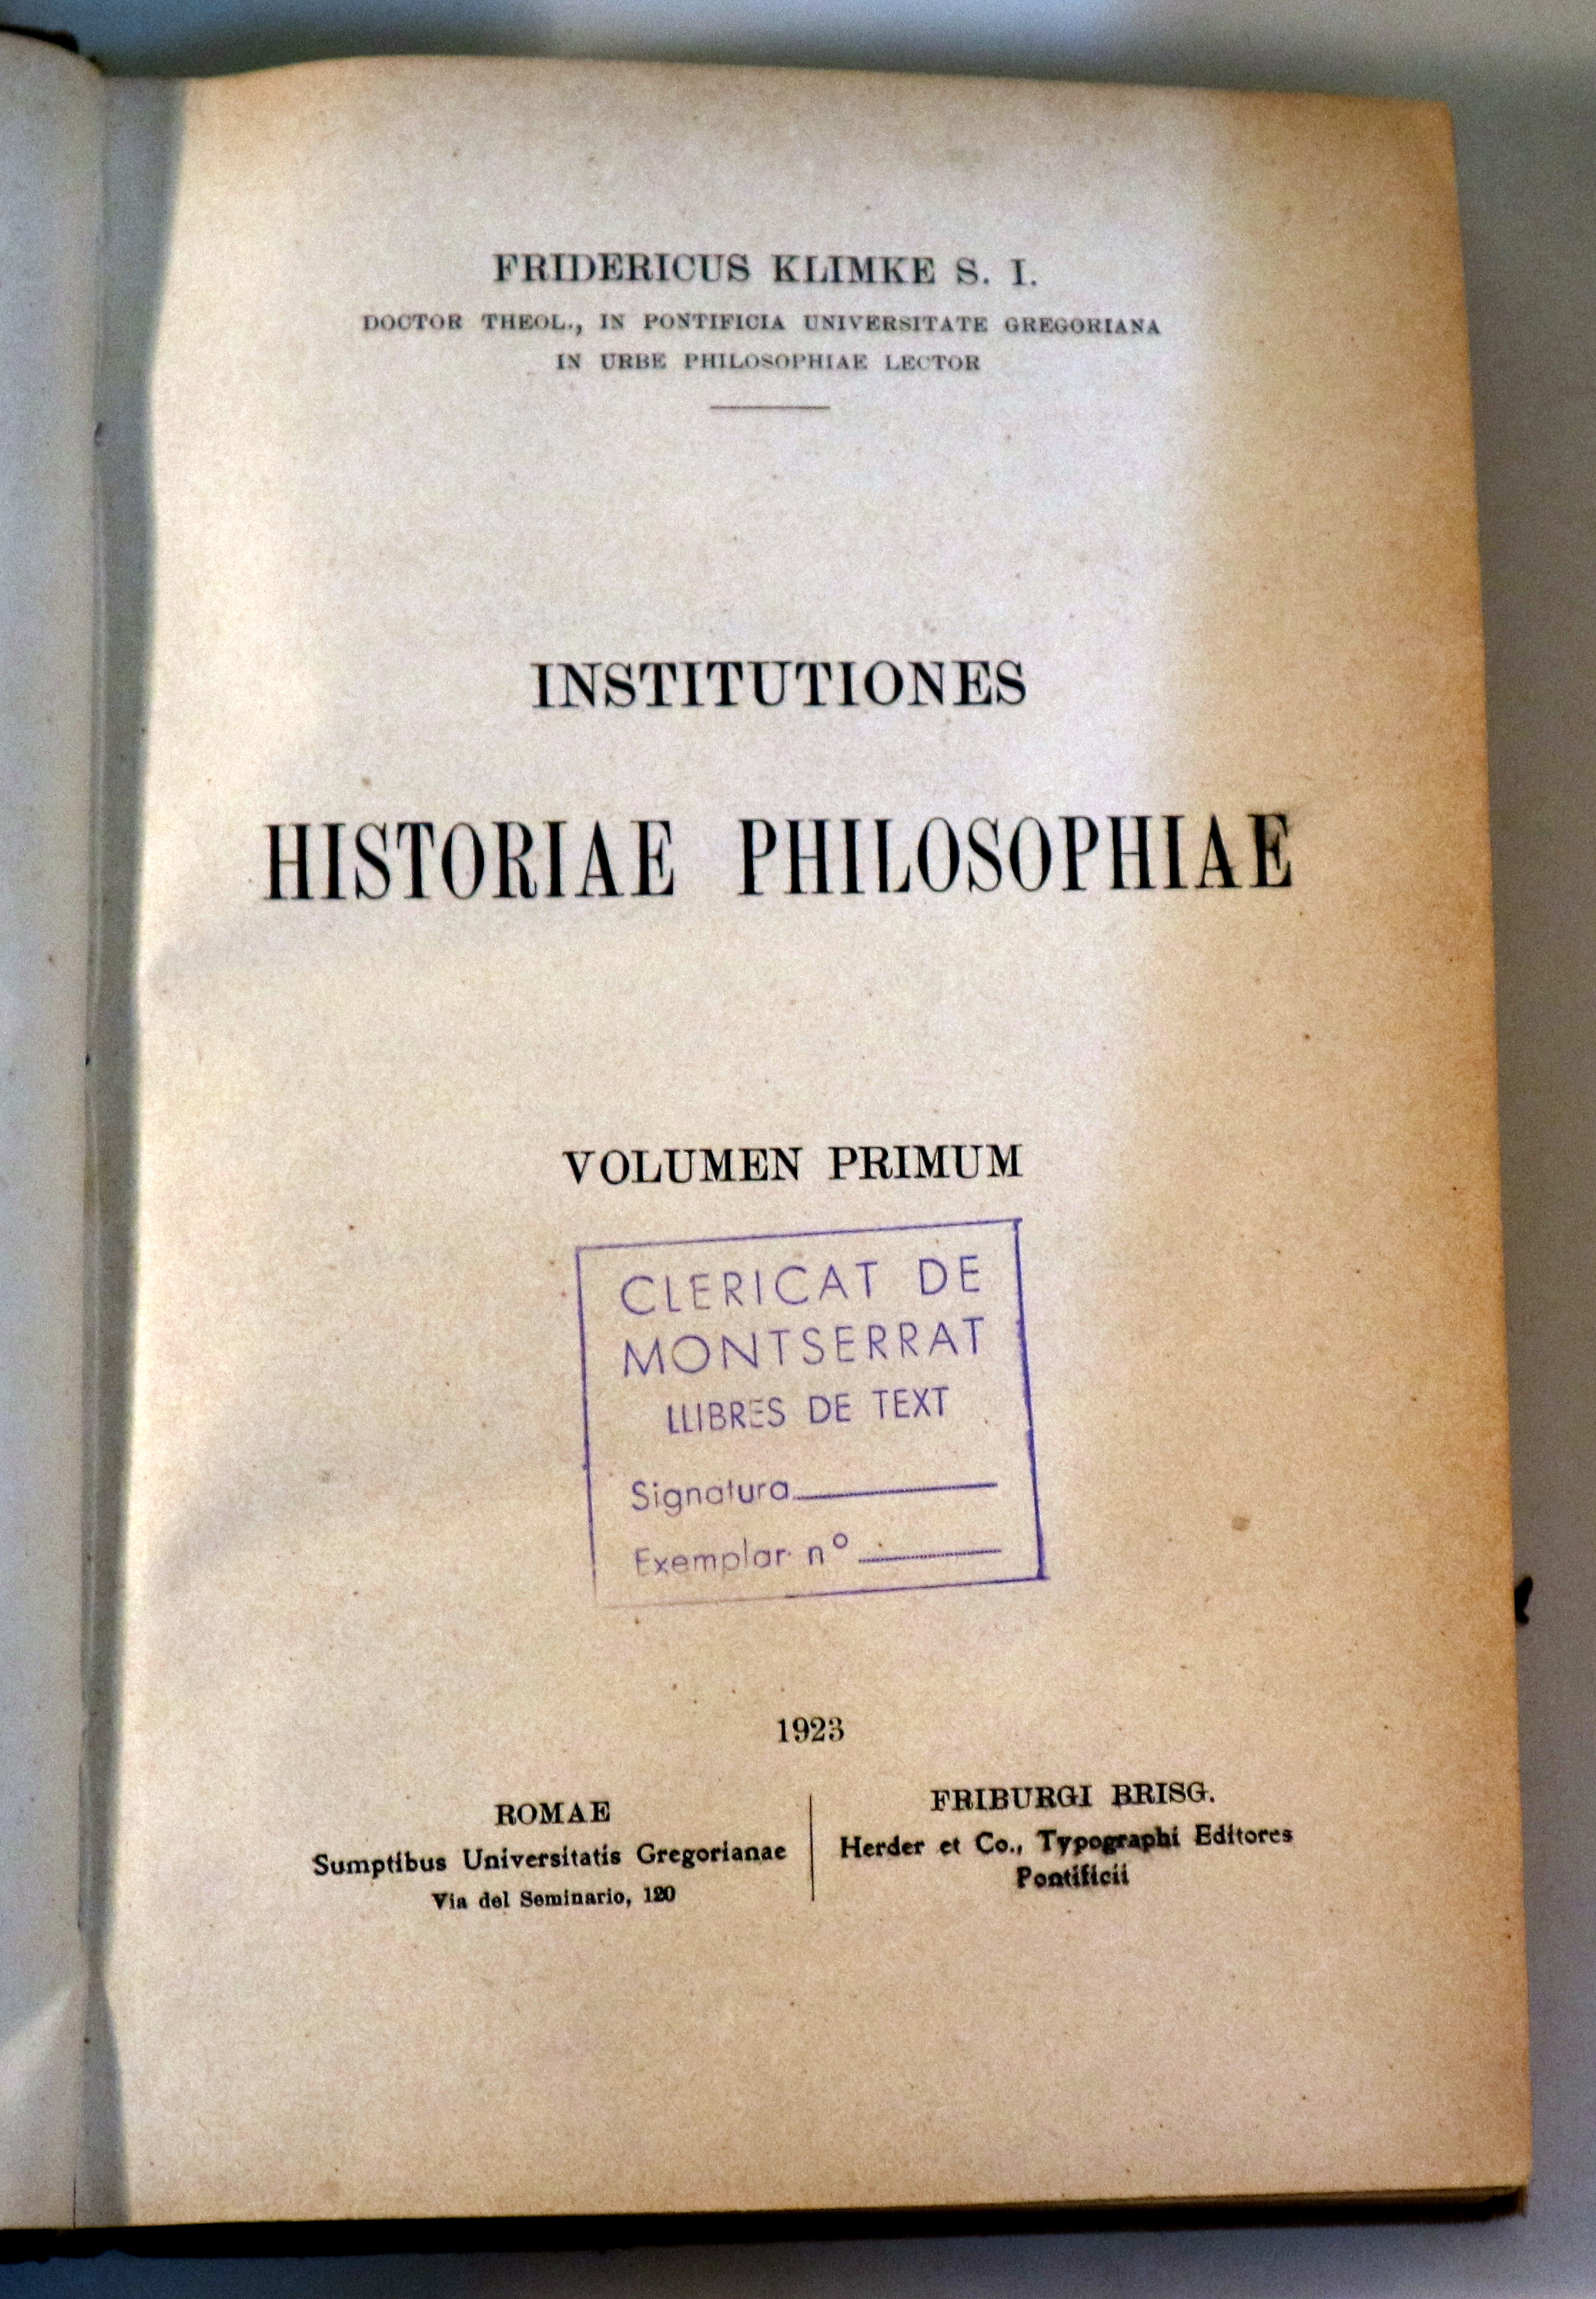 FRIDERICUS KLIMKE S. I.
DOCTOR THEOL., IN PONTIFICIA UNIVERSITATE GREGORIANA
IN URBE PHILOSOPHIAE LECTOR
INSTITUTIONES
HISTORIAE PHILOSOPHIAE
VOLUMEN PRIMUM
CLERICAT DE
MONTSERRAT
LLIBRES DE TEXT
Signatura
Exemplar nº
1923
ROMAE
Sumptibus Universitatis Gregorianae
Via del Seminario, 120
FRIBURGI BRISG.
Herder et Co., Typographi Editores
Pontificii